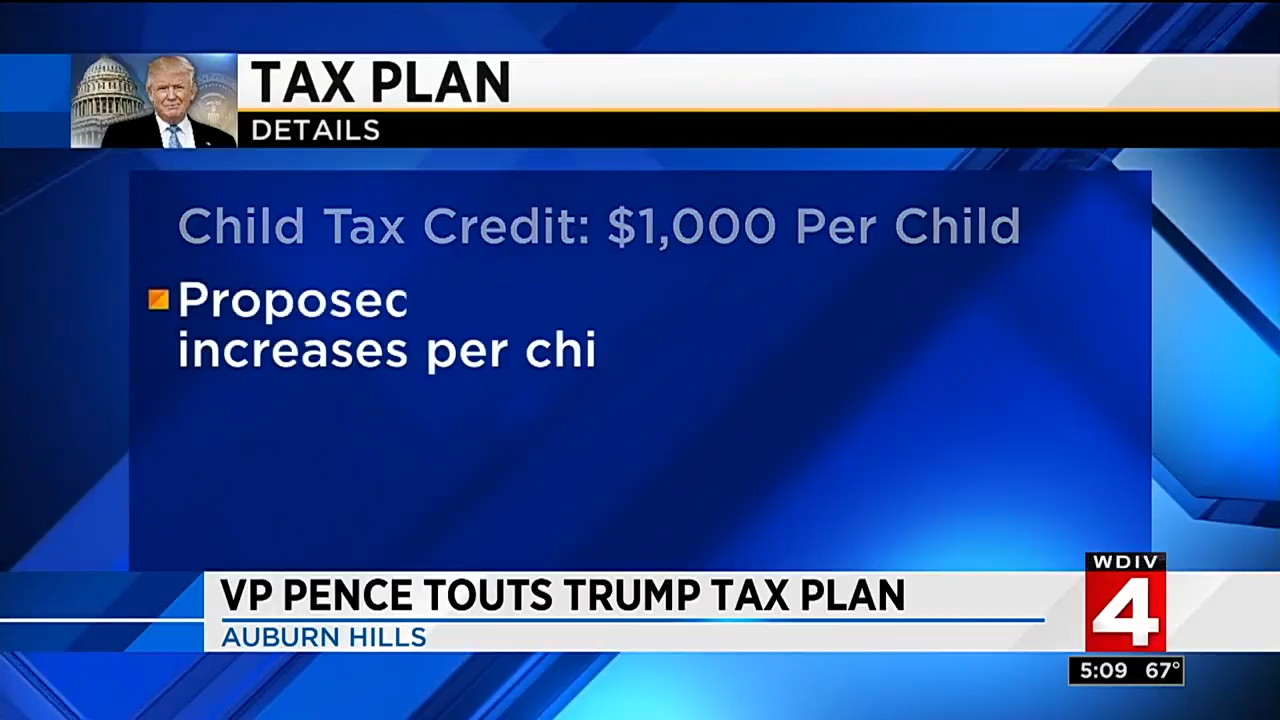 TAX PLAN
DETAILS
Child Tax Credit: $1,000 Per Child
Proposec
increases per chi
VP PENCE TOUTS TRUMP TAX PLAN
AUBURN HILLS
WDIV
4
5:09 67°